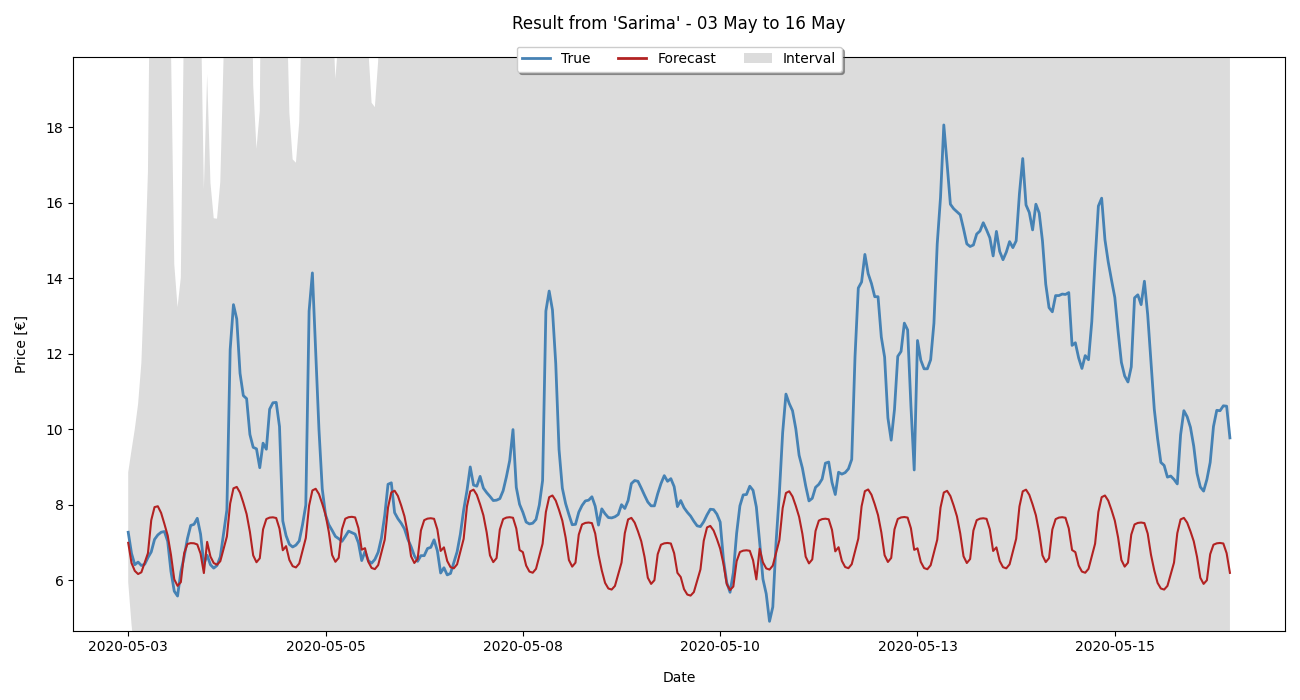 Result from 'Sarima' - 03 May to 16 May
True Forecast Interval
18
16
14
12
10
8
6
Price [€]
2020-05-03 2020-05-05 2020-05-08 2020-05-10 2020-05-13 2020-05-15
Date